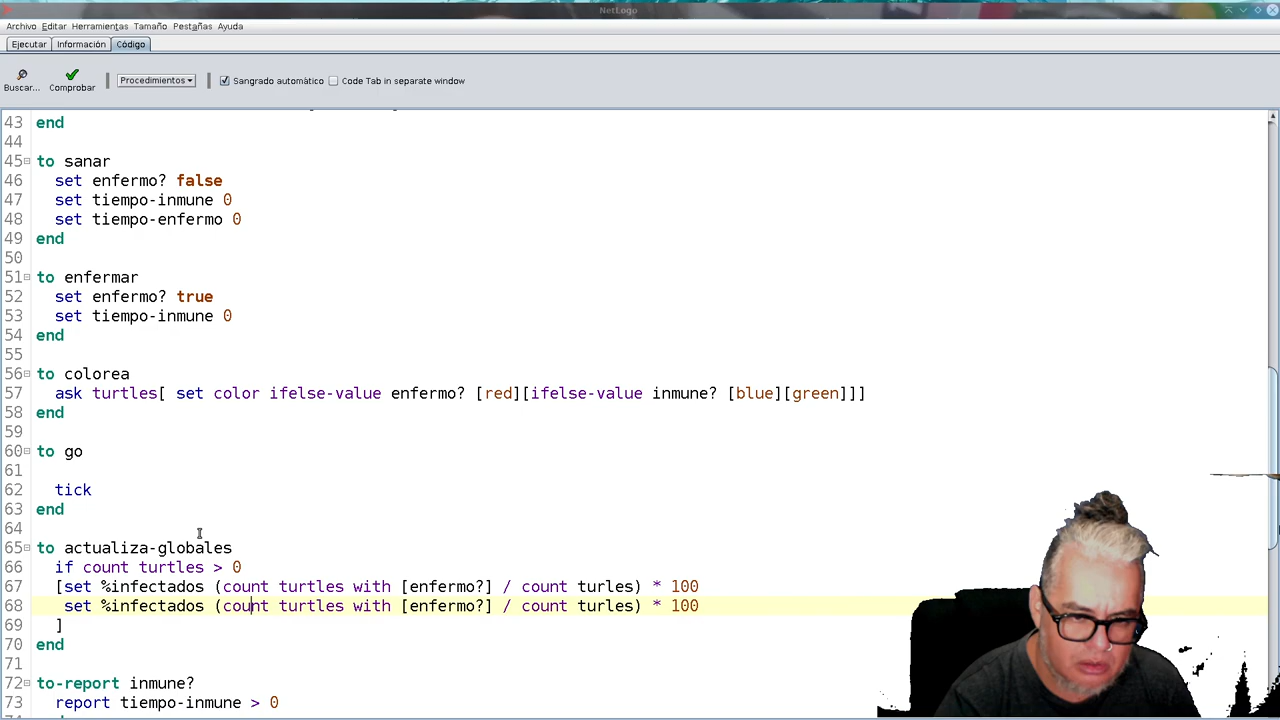 NetLogo
Archivo Editar Herramientas Tamaño Pestañas Ayuda
Ejecutar Información Código
Buscar... Comprobar Procedimientos Sangrado automático Code Tab in separate window
43 end
44
45 to sanar
46 set enfermo? false
47 set tiempo-inmune 0
48 set tiempo-enfermo 0
49 end
50
51 to enfermar
52 set enfermo? true
53 set tiempo-inmune 0
54 end
55
56 to colorea
57 ask turtles[ set color ifelse-value enfermo? [red][ifelse-value inmune? [blue][green]]]
58 end
59
60 to go
61
62 tick
63 end
64
65 to actualiza-globales
66 if count turtles > 0
67 [set %infectados (count turtles with [enfermo?] / count turles) * 100
68 set %infectados (count turtles with [enfermo?] / count turles) * 100
69 ]
70 end
71
72 to-report inmune?
73 report tiempo-inmune > 0